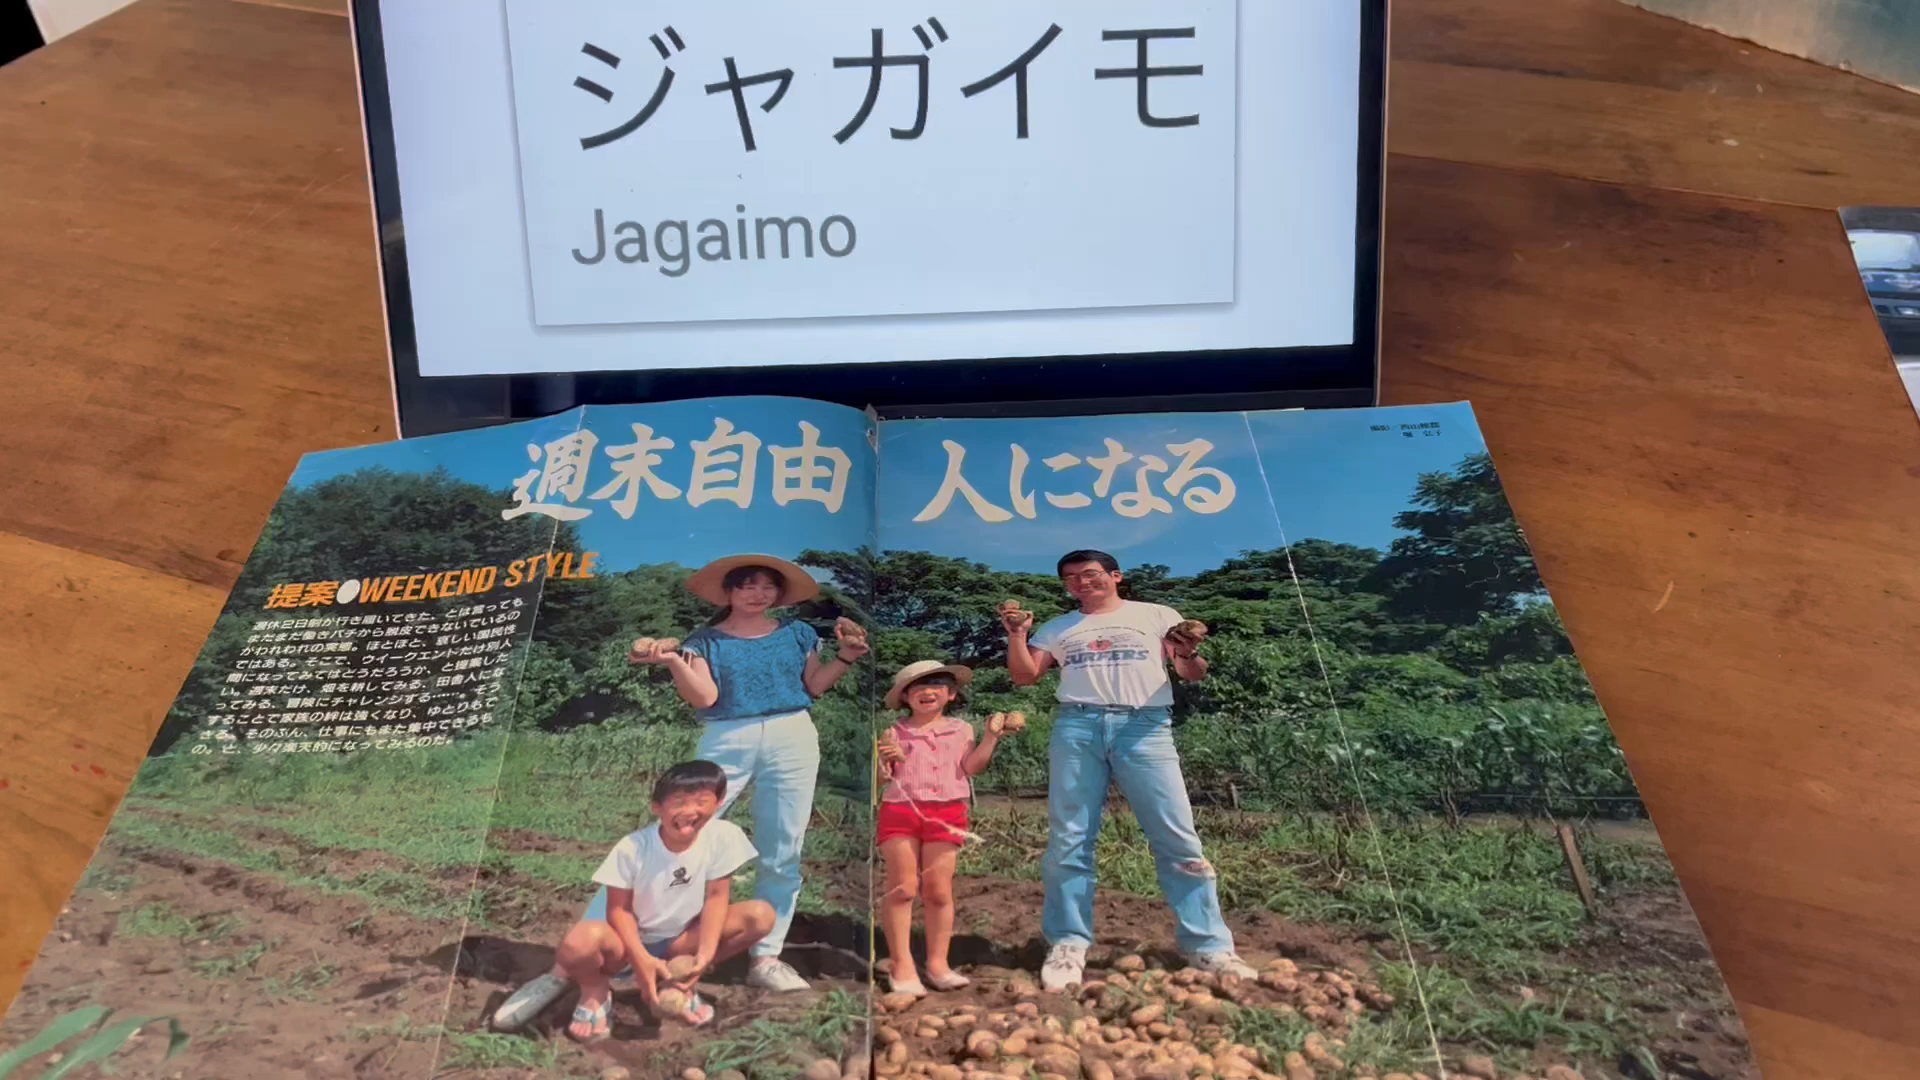 ジャガイモ
Jagaimo
週末自由人になる
提案●WEEKEND STYLE
週休2日制が行き届いてきた、とは言っても
まだまだ働きバチから脱皮できないでいるの
がわれわれの実態。ほとほと、哀しい国民性
ではある。そこで、ウイークエンドだけ別人
間になってみてはどうだろうか、と提案した
い。週末だけ、畑を耕してみる、田舎人にな
ってみる、冒険にチャレンジする……。そう
することで家族の絆は強くなり、ゆとりもで
きる。そのぶん、仕事にもまた集中できるも
の。と、少々楽天的になってみるのだ。
SURFERS